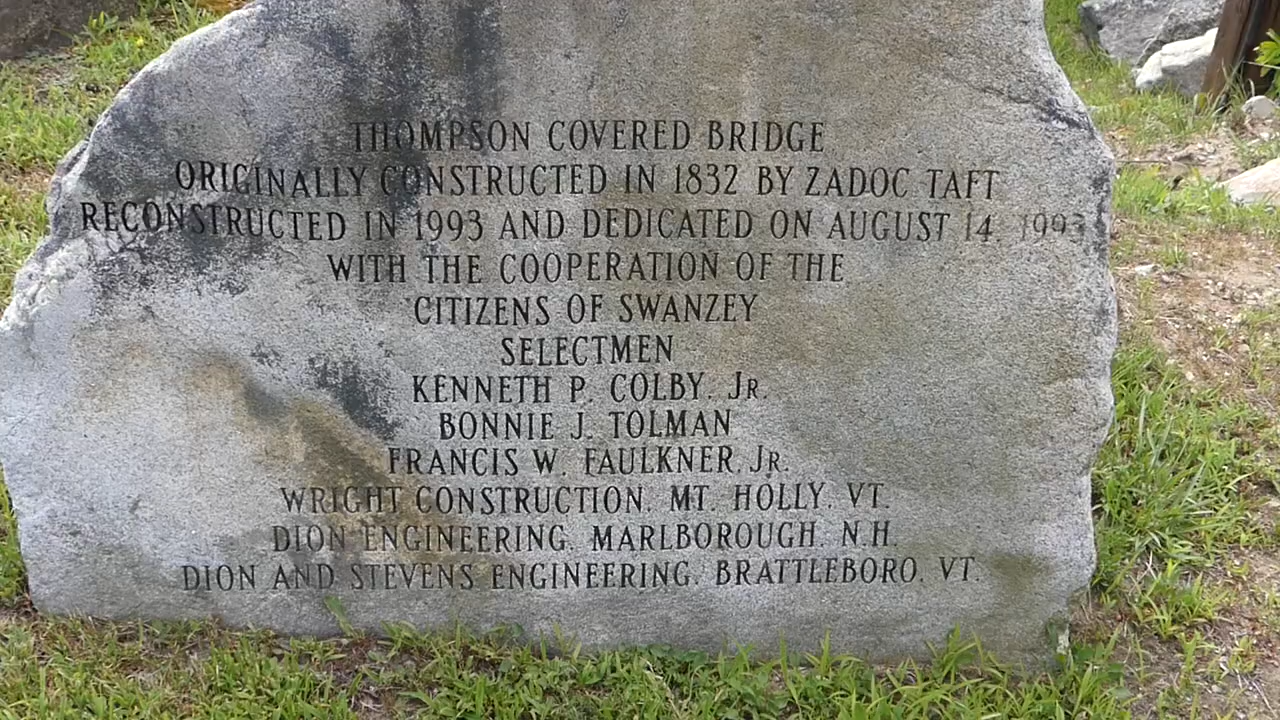 THOMPSON COVERED BRIDGE
ORIGINALLY CONSTRUCTED IN 1832 BY ZADOC TAFT
RECONSTRUCTED IN 1993 AND DEDICATED ON AUGUST 14, 1993
WITH THE COOPERATION OF THE
CITIZENS OF SWANZEY
SELECTMEN
KENNETH P. COLBY, JR.
BONNIE J. TOLMAN
FRANCIS W. FAULKNER, JR.
WRIGHT CONSTRUCTION, MT. HOLLY, VT.
DION ENGINEERING, MARLBOROUGH, N.H.
DION AND STEVENS ENGINEERING, BRATTLEBORO, VT.